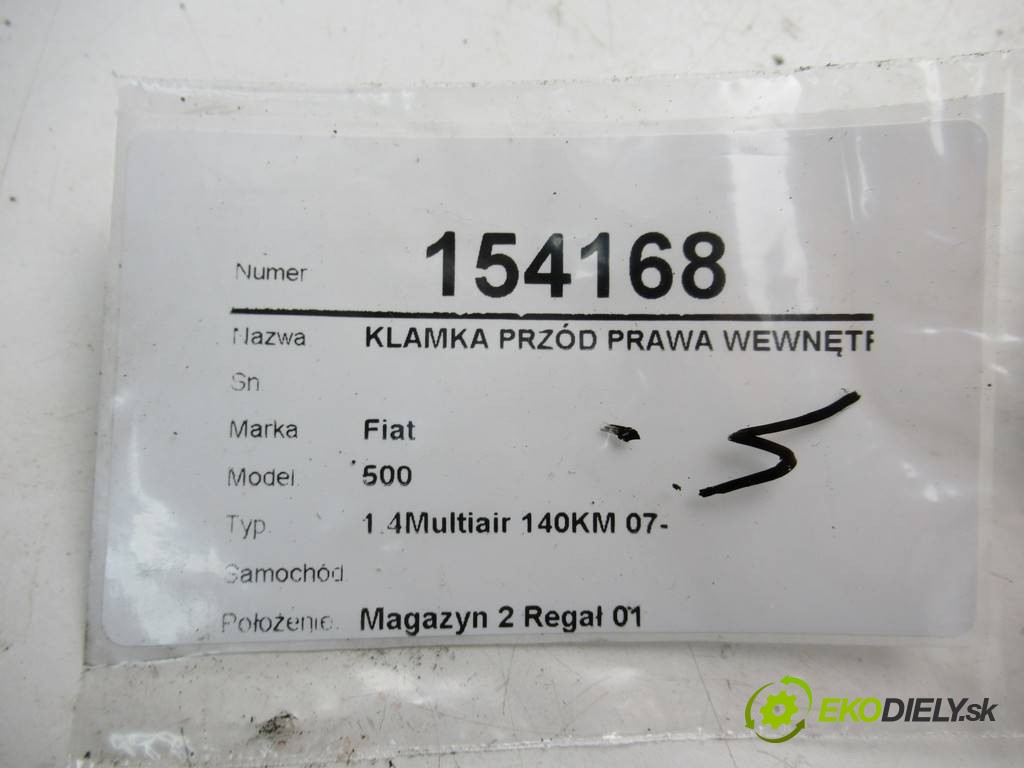 Numer 154168
Nazwa KLAMKA PRZÓD PRAWA WEWNĘTR
Sn
Marka Fiat
Model 500
Typ. 1.4Multiair 140KM 07-
Samochód
Położenie. Magazyn 2 Regał 01
EKODIELY.sk